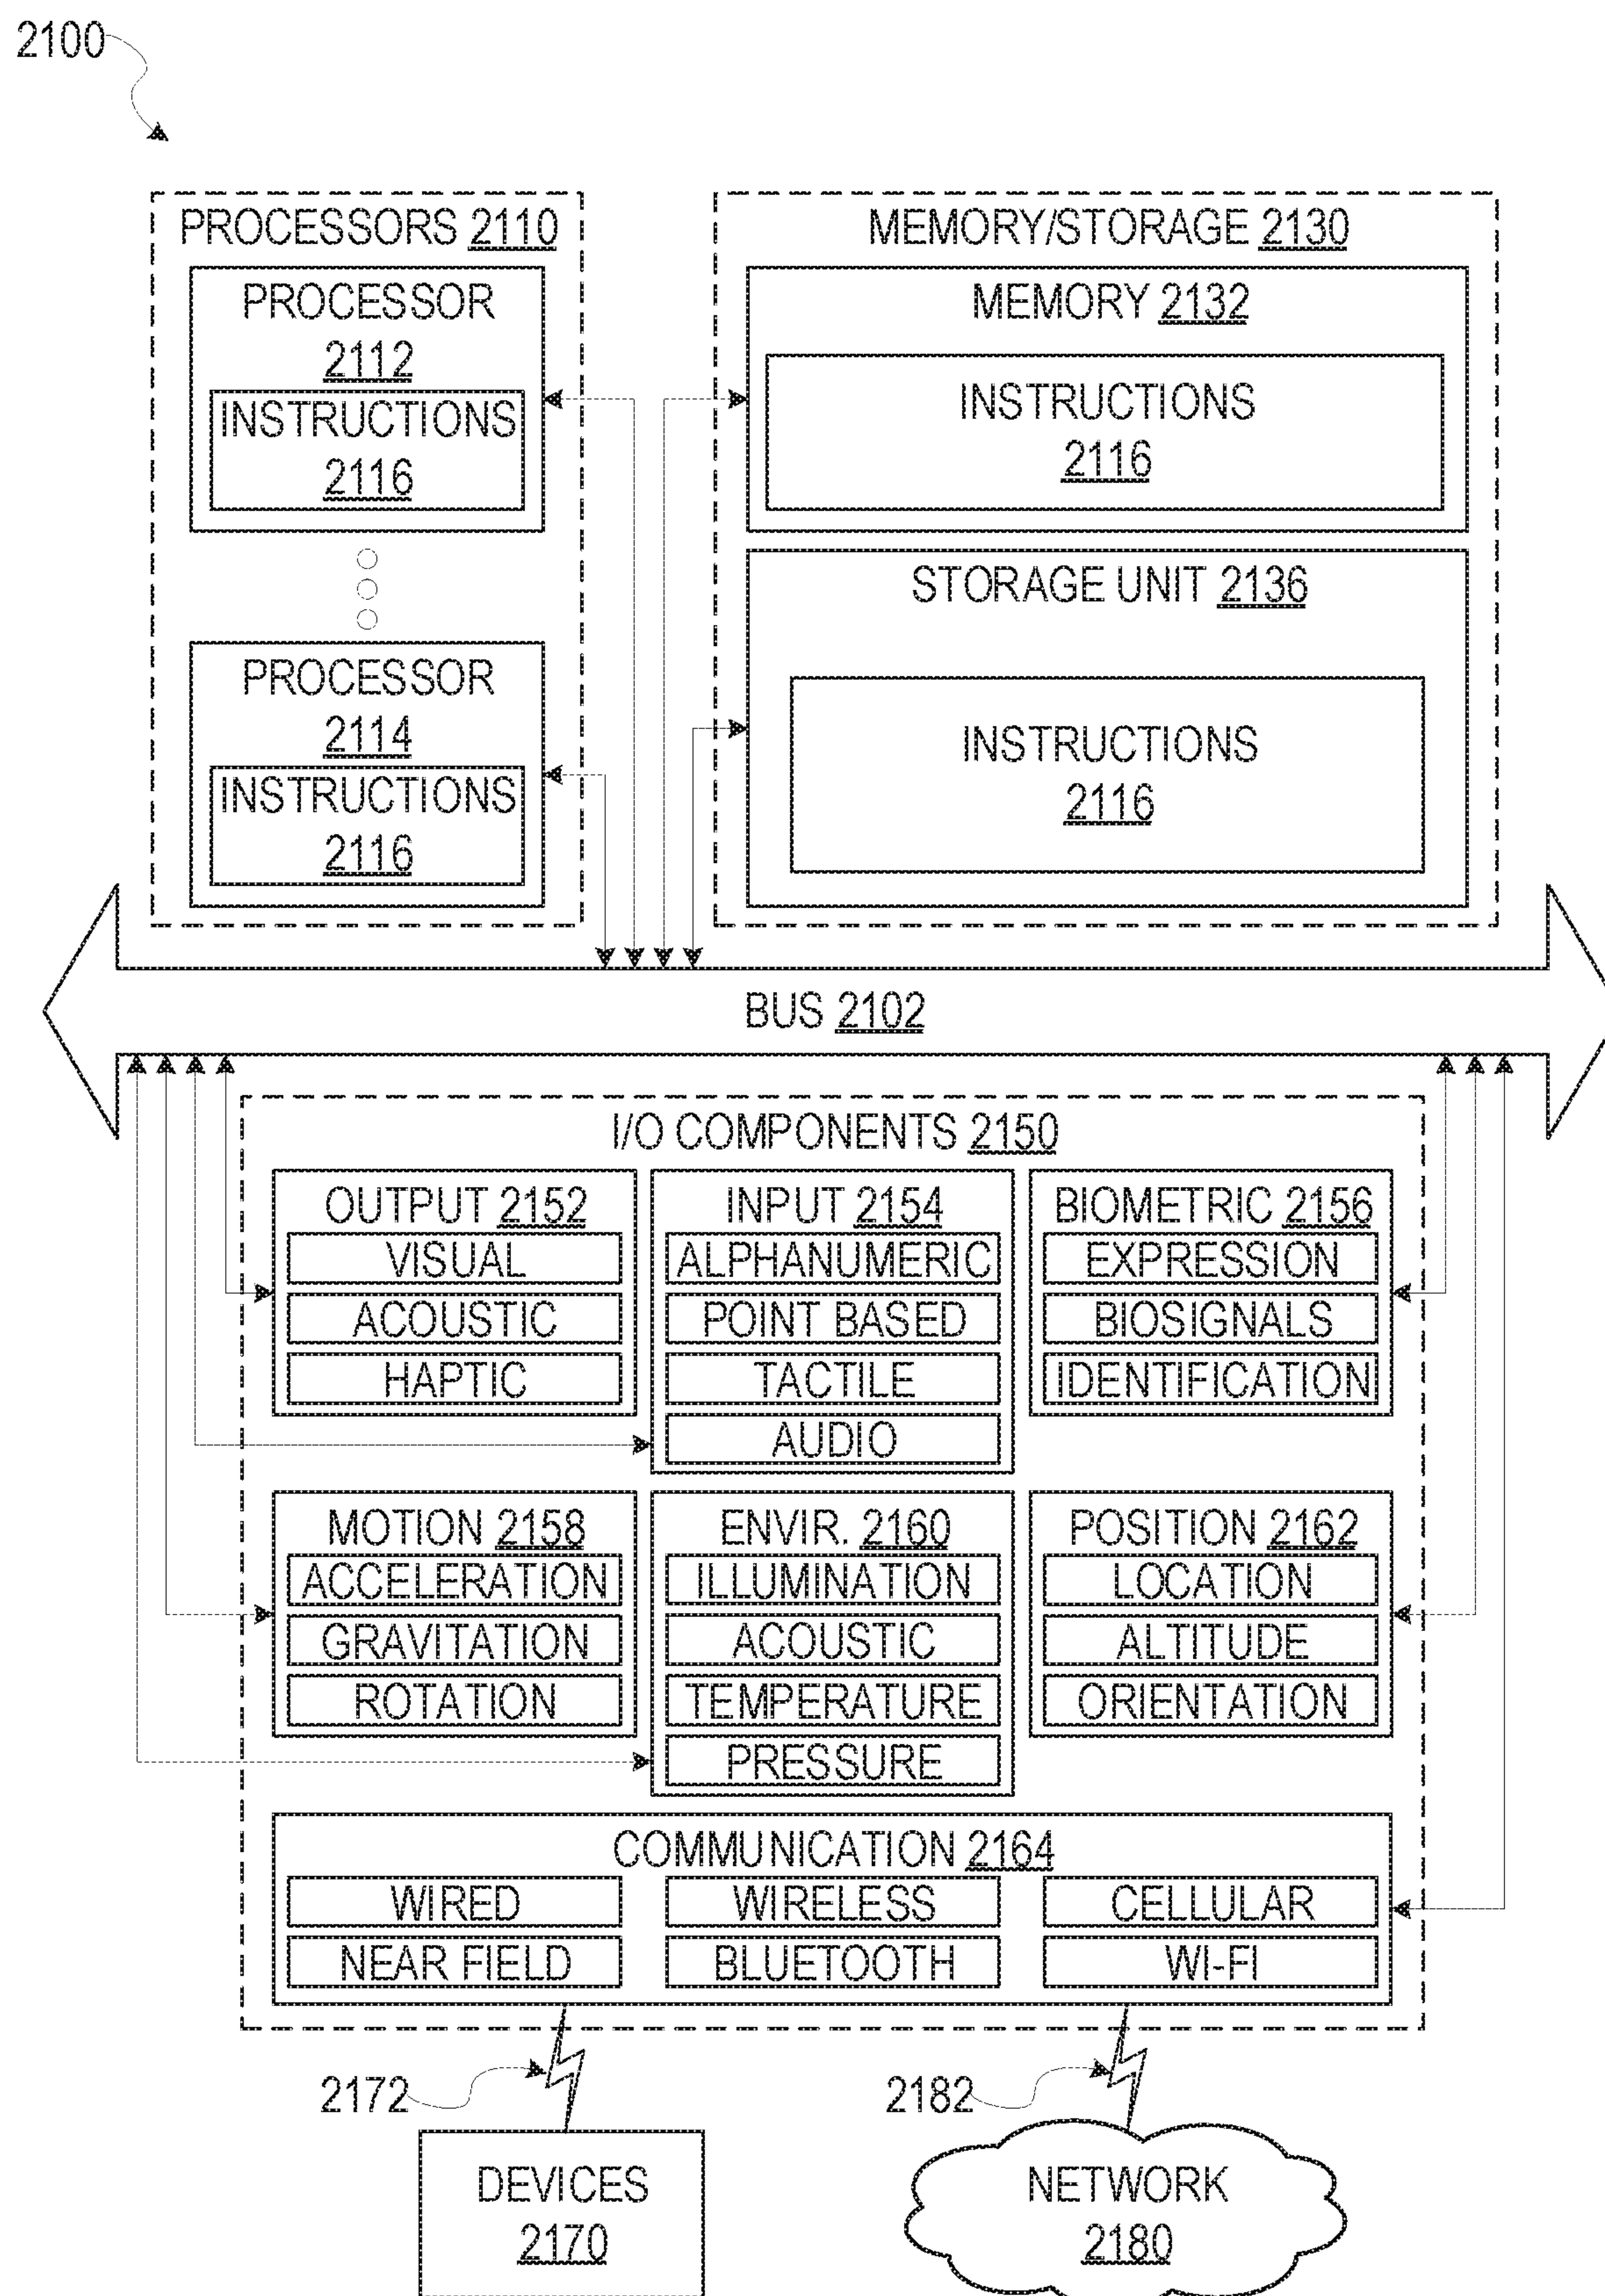 2100
PROCESSORS 2110
PROCESSOR
2112
INSTRUCTIONS
2116
PROCESSOR
2114
INSTRUCTIONS
2116
MEMORY/STORAGE 2130
MEMORY 2132
INSTRUCTIONS
2116
STORAGE UNIT 2136
INSTRUCTIONS
2116
BUS 2102
I/O COMPONENTS 2150
OUTPUT 2152
VISUAL
ACOUSTIC
HAPTIC
INPUT 2154
ALPHANUMERIC
POINT BASED
TACTILE
AUDIO
BIOMETRIC 2156
EXPRESSION
BIOSIGNALS
IDENTIFICATION
MOTION 2158
ACCELERATION
GRAVITATION
ROTATION
ENVIR. 2160
ILLUMINATION
ACOUSTIC
TEMPERATURE
PRESSURE
POSITION 2162
LOCATION
ALTITUDE
ORIENTATION
COMMUNICATION 2164
WIRED
WIRELESS
CELLULAR
NEAR FIELD
BLUETOOTH
WI-FI
2172
2182
DEVICES
2170
NETWORK
2180